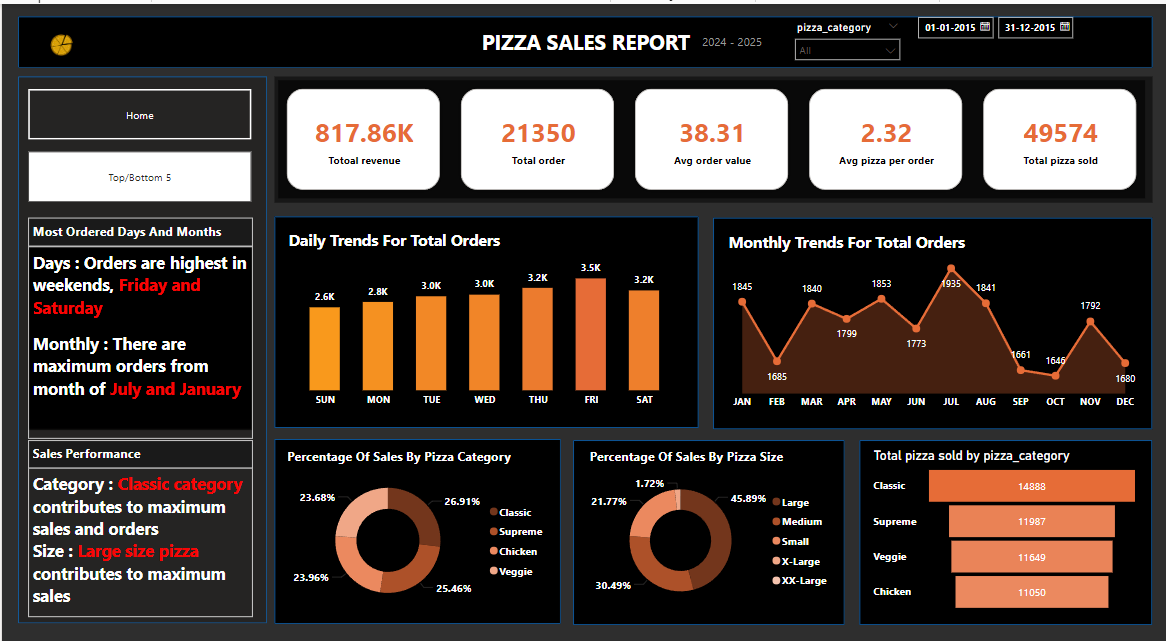 PIZZA SALES REPORT
2024 - 2025
pizza_category
All
01-01-2015
31-12-2015
Home
Top/Bottom 5
817.86K
Totoal revenue
21350
Total order
38.31
Avg order value
2.32
Avg pizza per order
49574
Total pizza sold
Most Ordered Days And Months
Days : Orders are highest in
weekends, Friday and
Saturday
Monthly : There are
maximum orders from
month of July and January
Sales Performance
Category : Classic category
contributes to maximum
sales and orders
Size : Large size pizza
contributes to maximum
sales
Daily Trends For Total Orders
2.6K
2.8K
3.0K
3.0K
3.2K
3.5K
3.2K
SUN
MON
TUE
WED
THU
FRI
SAT
Monthly Trends For Total Orders
1845
1685
1840
1799
1853
1773
1935
1841
1661
1646
1792
1680
JAN
FEB
MAR
APR
MAY
JUN
JUL
AUG
SEP
OCT
NOV
DEC
Percentage Of Sales By Pizza Category
23.68%
26.91%
23.96%
25.46%
Classic
Supreme
Chicken
Veggie
Percentage Of Sales By Pizza Size
1.72%
21.77%
45.89%
30.49%
Large
Medium
Small
X-Large
XX-Large
Total pizza sold by pizza_category
Classic
14888
Supreme
11987
Veggie
11649
Chicken
11050